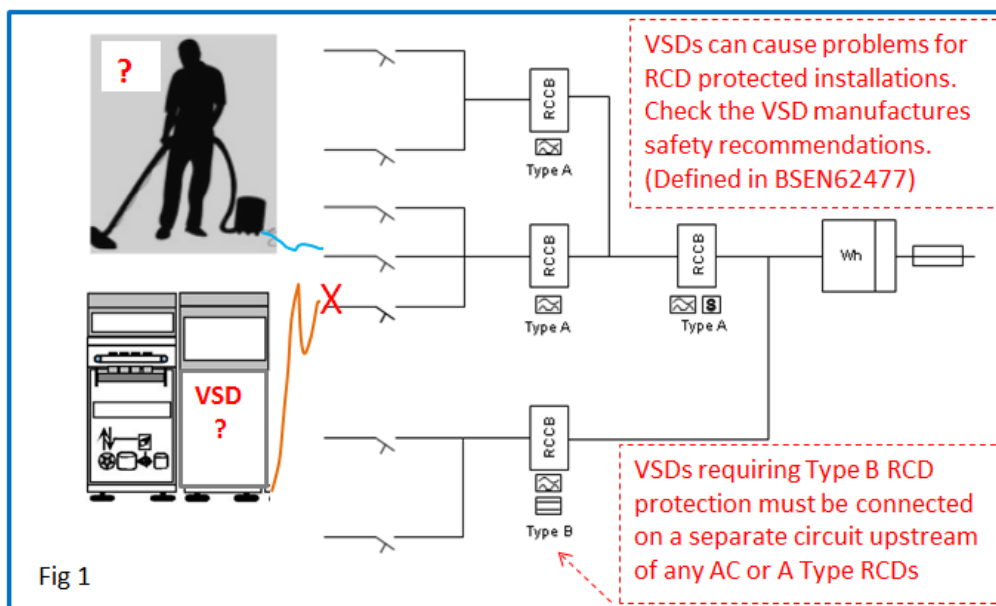 ?
VSDs can cause problems for
RCD protected installations.
Check the VSD manufactures
safety recommendations.
(Defined in BSEN62477)
RCCB
Type A
RCCB
Type A
RCCB
S
Type A
Wh
X
VSD
?
RCCB
Type B
VSDs requiring Type B RCD
protection must be connected
on a separate circuit upstream
of any AC or A Type RCDs
Fig 1